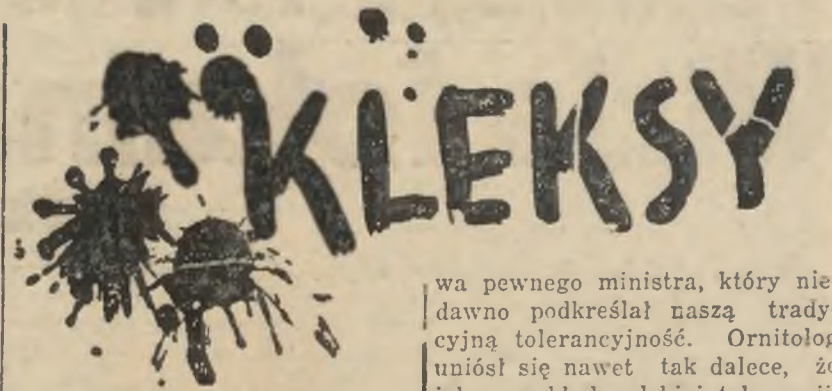 KLEKSY
wa pewnego ministra, który nie-
dawno podkreślał naszą trady-
cyjną tolerancyjność. Ornitolog
uniósł się nawet tak dalece, że